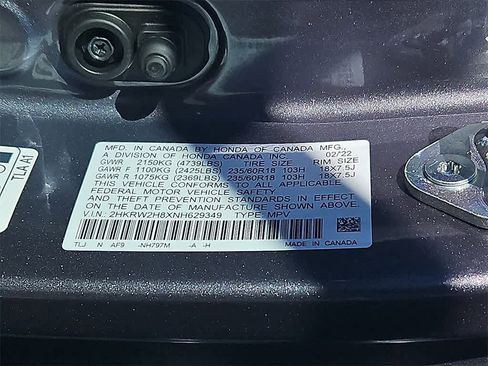 MFD. IN CANADA BY HONDA OF CANADA MFG.,
A DIVISION OF HONDA CANADA INC. 02/22
GVWR 2150KG (4739LBS) TIRE SIZE RIM SIZE
GAWR F 1100KG (2425LBS) 235/60R18 103H 18X7.5J
GAWR R 1075KG (2369LBS) 235/60R18 103H 18X7.5J
THIS VEHICLE CONFORMS TO ALL APPLICABLE
FEDERAL MOTOR VEHICLE SAFETY
AND THEFT PREVENTION STANDARDS IN EFFECT
ON THE DATE OF MANUFACTURE SHOWN ABOVE.
V.I.N.: 2HKRW2H8XNH629349 TYPE: MPV
TLJ N AF9 -NH797M -A -H MADE IN CANADA
TLA A1